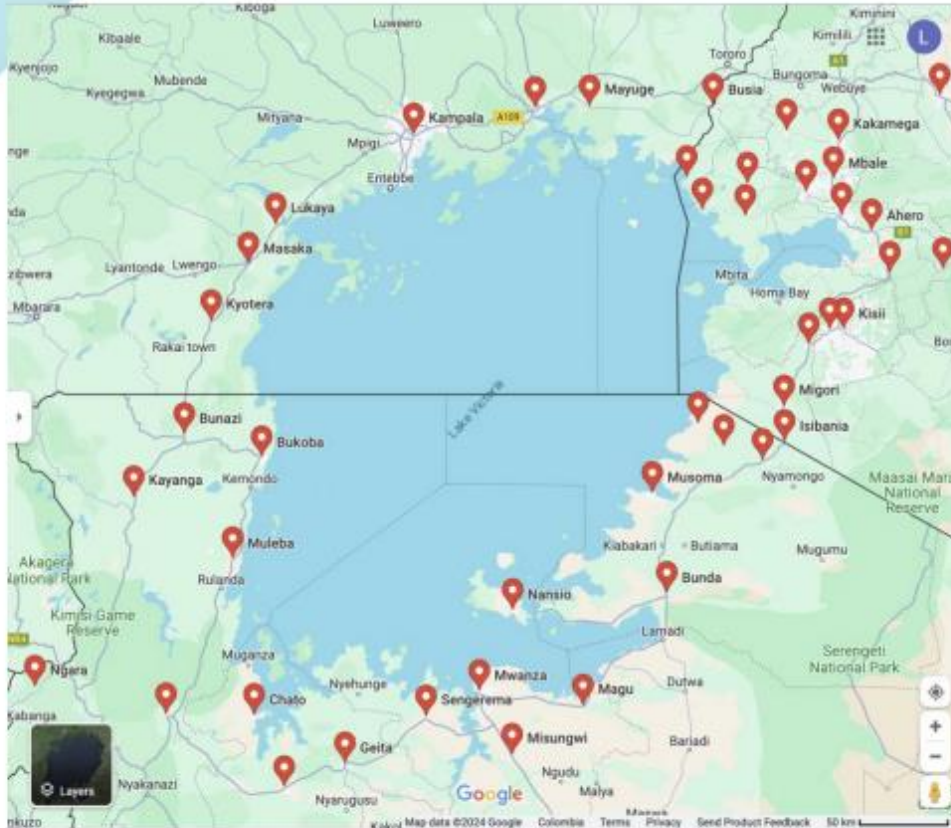 Kiboga
Luweero
Kiminini
Kimilili
L
Kibaale
Kyenjojo
Tororo
Mubende
Bungoma
Webuye
Kyegegwa
Mayuge
Busia
Mityana
Kampala
A109
Kakamega
Mpigi
Mbale
Entebbe
Lukaya
Ahero
Masaka
Lyantonde
Lwengo
Mbita
Mbarara
Homa Bay
Kyotera
Kisii
Rakai town
Lake Victoria
Migori
Bunazi
Isibania
Bukoba
Kayanga
Kemondo
Musoma
Nyamongo
Maasai Mara
National
Reserve
Muleba
Kiabakari
Butiama
Mugumu
Akagera
National Park
Rulanda
Nansio
Bunda
Kimisi Game
Reserve
Lamadi
Serengeti
National Park
Muganza
Ngara
Mwanza
Nyehunge
Magu
Dutwa
Chato
Sengerema
Kabanga
Misungwi
Geita
Bariadi
Nyakanazi
Layers
Ngudu
Malya
Nyarugusu
Google
Map data ©2024 Google Colombia Terms Privacy Send Product Feedback 50 km